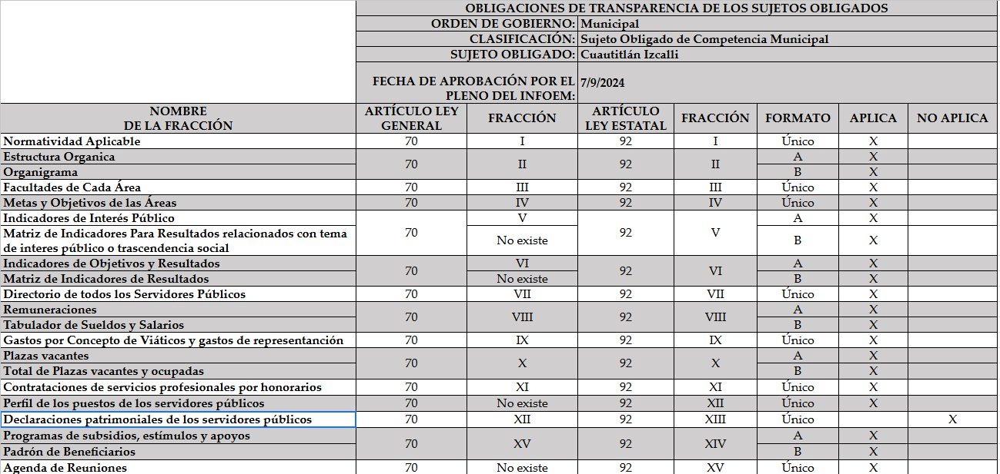 OBLIGACIONES DE TRANSPARENCIA DE LOS SUJETOS OBLIGADOS
ORDEN DE GOBIERNO: Municipal
CLASIFICACIÓN: Sujeto Obligado de Competencia Municipal
SUJETO OBLIGADO: Cuautitlán Izcalli
FECHA DE APROBACIÓN POR EL
PLENO DEL INFOEM: 7/9/2024
NOMBRE
DE LA FRACCIÓN
ARTÍCULO LEY
GENERAL
FRACCIÓN
ARTÍCULO
LEY ESTATAL
FRACCIÓN
FORMATO
APLICA
NO APLICA
Normatividad Aplicable 70 I 92 I Único X
Estructura Organica 70 II 92 II A X
Organigrama B X
Facultades de Cada Área 70 III 92 III Único X
Metas y Objetivos de las Áreas 70 IV 92 IV Único X
Indicadores de Interés Público 70 V 92 V A X
Matriz de Indicadores Para Resultados relacionados con tema
de interes público o trascendencia social No existe B X
Indicadores de Objetivos y Resultados 70 VI 92 VI A X
Matriz de Indicadores de Resultados No existe B X
Directorio de todos los Servidores Públicos 70 VII 92 VII Único X
Remuneraciones 70 VIII 92 VIII A X
Tabulador de Sueldos y Salarios B X
Gastos por Concepto de Viáticos y gastos de representanción 70 IX 92 IX Único X
Plazas vacantes 70 X 92 X A X
Total de Plazas vacantes y ocupadas B X
Contrataciones de servicios profesionales por honorarios 70 XI 92 XI Único X
Perfil de los puestos de los servidores públicos 70 No existe 92 XII Único X
Declaraciones patrimoniales de los servidores públicos 70 XII 92 XIII Único X
Programas de subsidios, estímulos y apoyos 70 XV 92 XIV A X
Padrón de Beneficiarios B X
Agenda de Reuniones 70 No existe 92 XV Único X